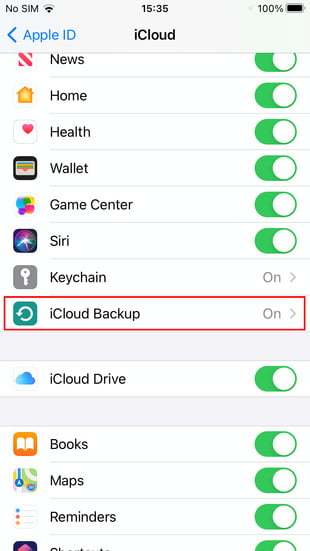 No SIM 15:35 100%
Apple ID iCloud
News
Home
Health
Wallet
Game Center
Siri
Keychain On
iCloud Backup On
iCloud Drive
Books
Maps
Reminders
Shortcuts